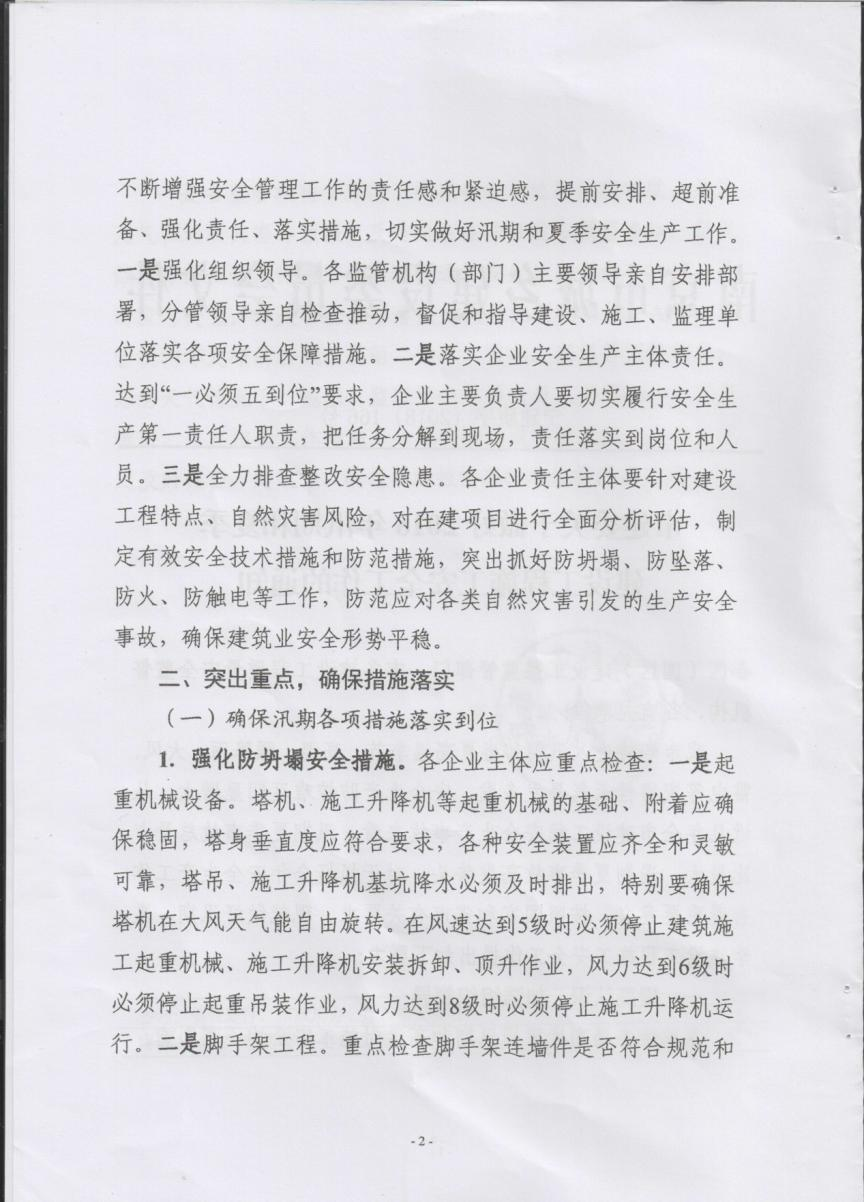 不断增强安全管理工作的责任感和紧迫感，提前安排、超前准
备、强化责任、落实措施，切实做好汛期和夏季安全生产工作。
一是强化组织领导。各监管机构（部门）主要领导亲自安排部
署，分管领导亲自检查推动，督促和指导建设、施工、监理单
位落实各项安全保障措施。二是落实企业安全生产主体责任。
达到“一必须五到位”要求，企业主要负责人要切实履行安全生
产第一责任人职责，把任务分解到现场，责任落实到岗位和人
员。三是全力排查整改安全隐患。各企业责任主体要针对建设
工程特点、自然灾害风险，对在建项目进行全面分析评估，制
定有效安全技术措施和防范措施，突出抓好防坍塌、防坠落、
防火、防触电等工作，防范应对各类自然灾害引发的生产安全
事故，确保建筑业安全形势平稳。
二、突出重点，确保措施落实
（一）确保汛期各项措施落实到位
1. 强化防坍塌安全措施。各企业主体应重点检查：一是起
重机械设备。塔机、施工升降机等起重机械的基础、附着应确
保稳固，塔身垂直度应符合要求，各种安全装置应齐全和灵敏
可靠，塔吊、施工升降机基坑降水必须及时排出，特别要确保
塔机在大风天气能自由旋转。在风速达到5级时必须停止建筑施
工起重机械、施工升降机安装拆卸、顶升作业，风力达到6级时
必须停止起重吊装作业，风力达到8级时必须停止施工升降机运
行。二是脚手架工程。重点检查脚手架连墙件是否符合规范和
- 2 -